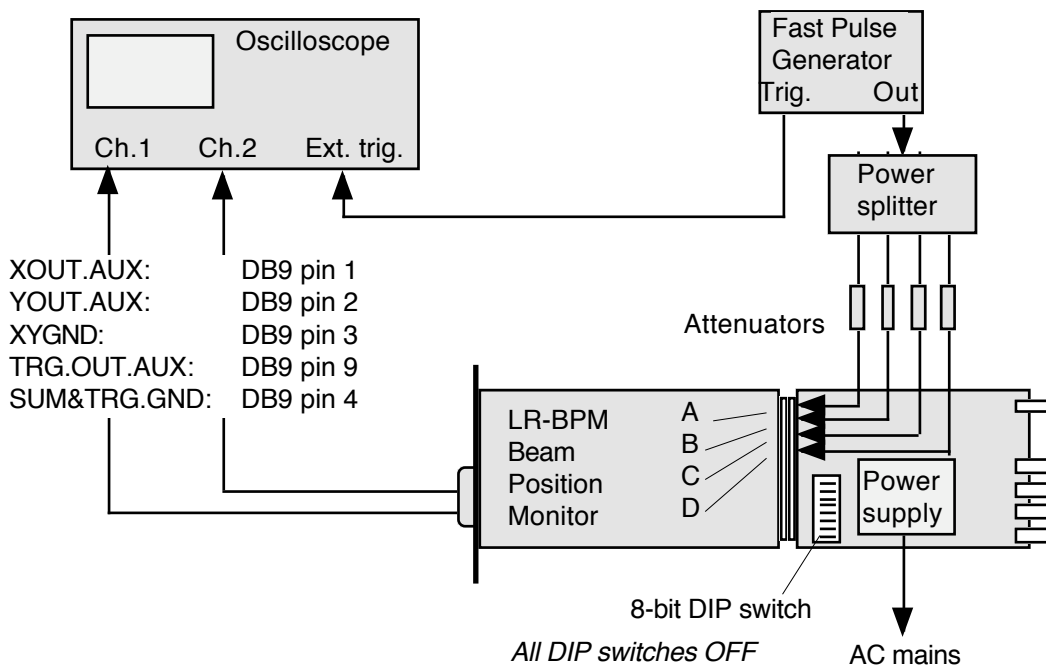 Oscilloscope
Ch.1 Ch.2 Ext. trig.
Fast Pulse
Generator
Trig. Out
Power
splitter
XOUT.AUX: DB9 pin 1
YOUT.AUX: DB9 pin 2
XYGND: DB9 pin 3
TRG.OUT.AUX: DB9 pin 9
SUM&TRG.GND: DB9 pin 4
Attenuators
LR-BPM
Beam
Position
Monitor
A
B
C
D
Power
supply
8-bit DIP switch
All DIP switches OFF
AC mains